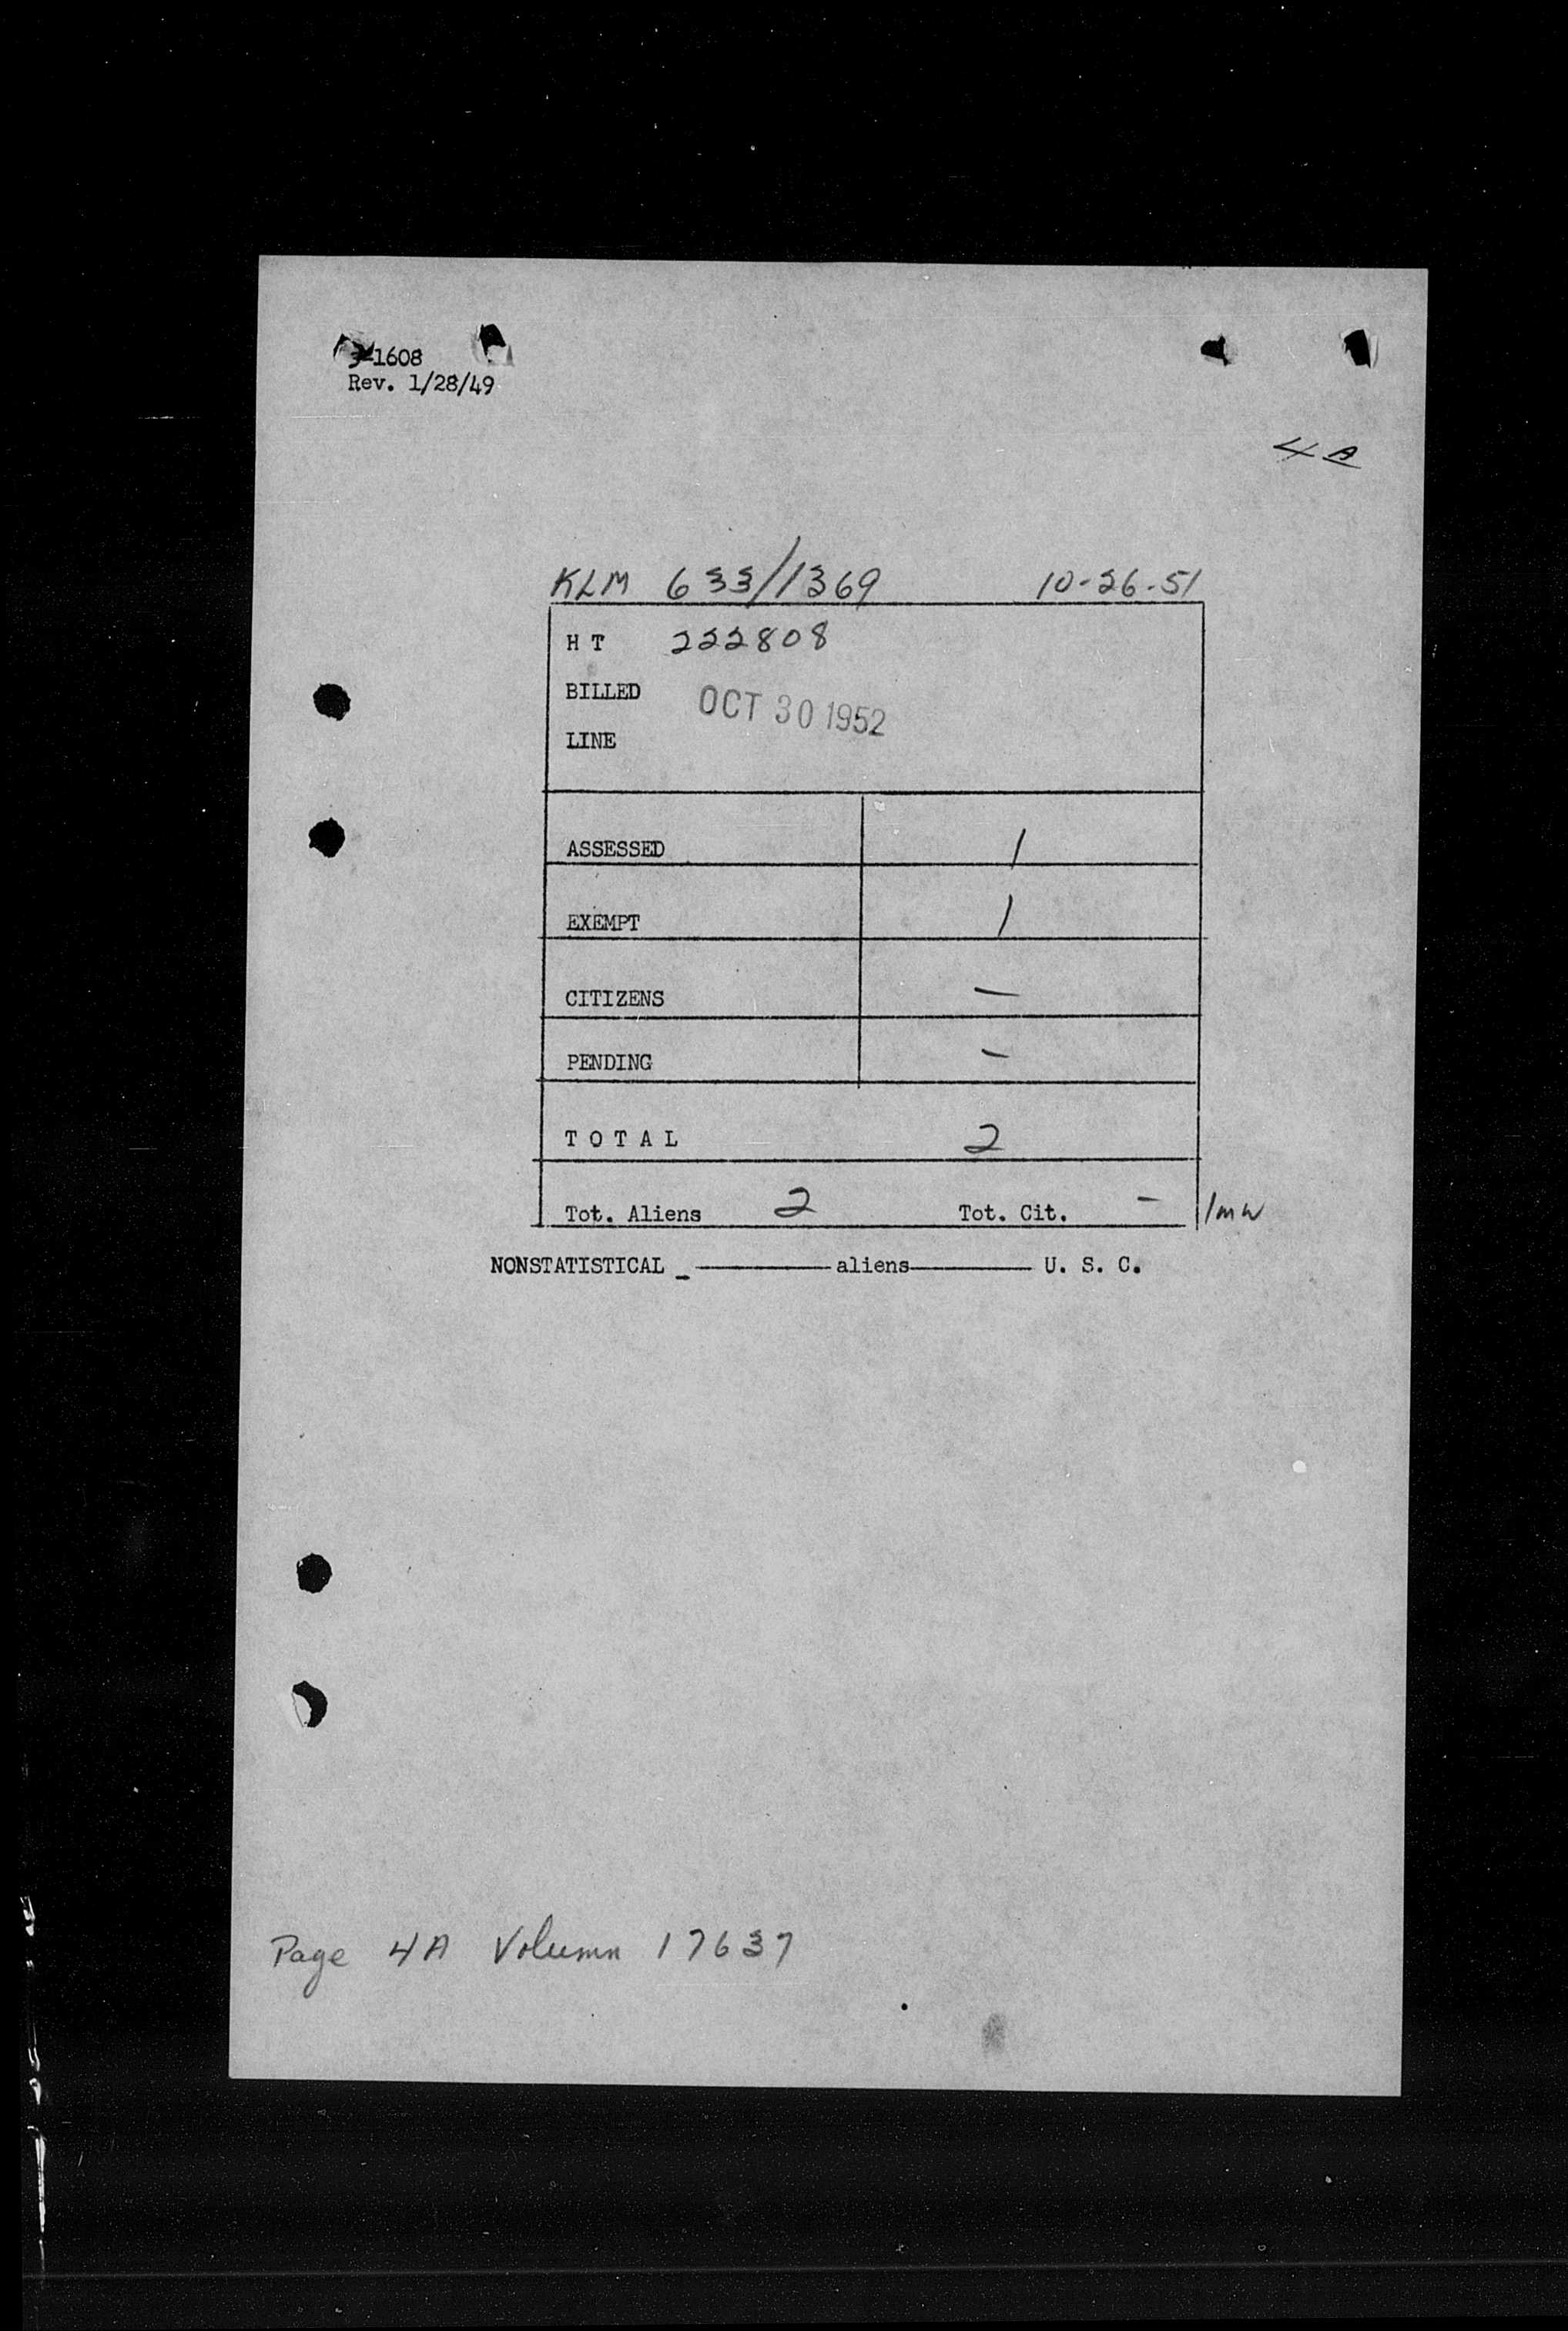 3-1608
Rev. 1/28/49
4A
KLM 633/1369 10-26-51
H T 222808
BILLED OCT 30 1952
LINE
ASSESSED 1
EXEMPT 1
CITIZENS –
PENDING –
T O T A L 2
Tot. Aliens 2 Tot. Cit. – /mw
NONSTATISTICAL _ ———— aliens ———— U. S. C.
Page 4A Volumn 17637